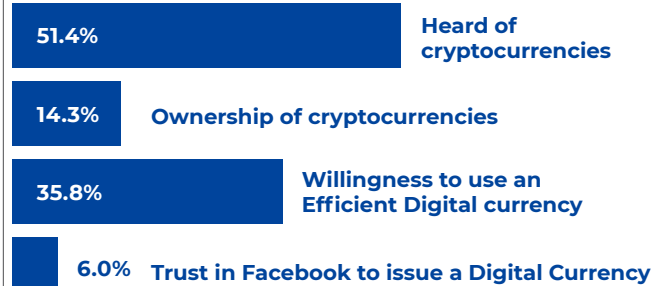 51.4%
Heard of
cryptocurrencies
14.3%
Ownership of cryptocurrencies
35.8%
Willingness to use an
Efficient Digital currency
6.0%
Trust in Facebook to issue a Digital Currency